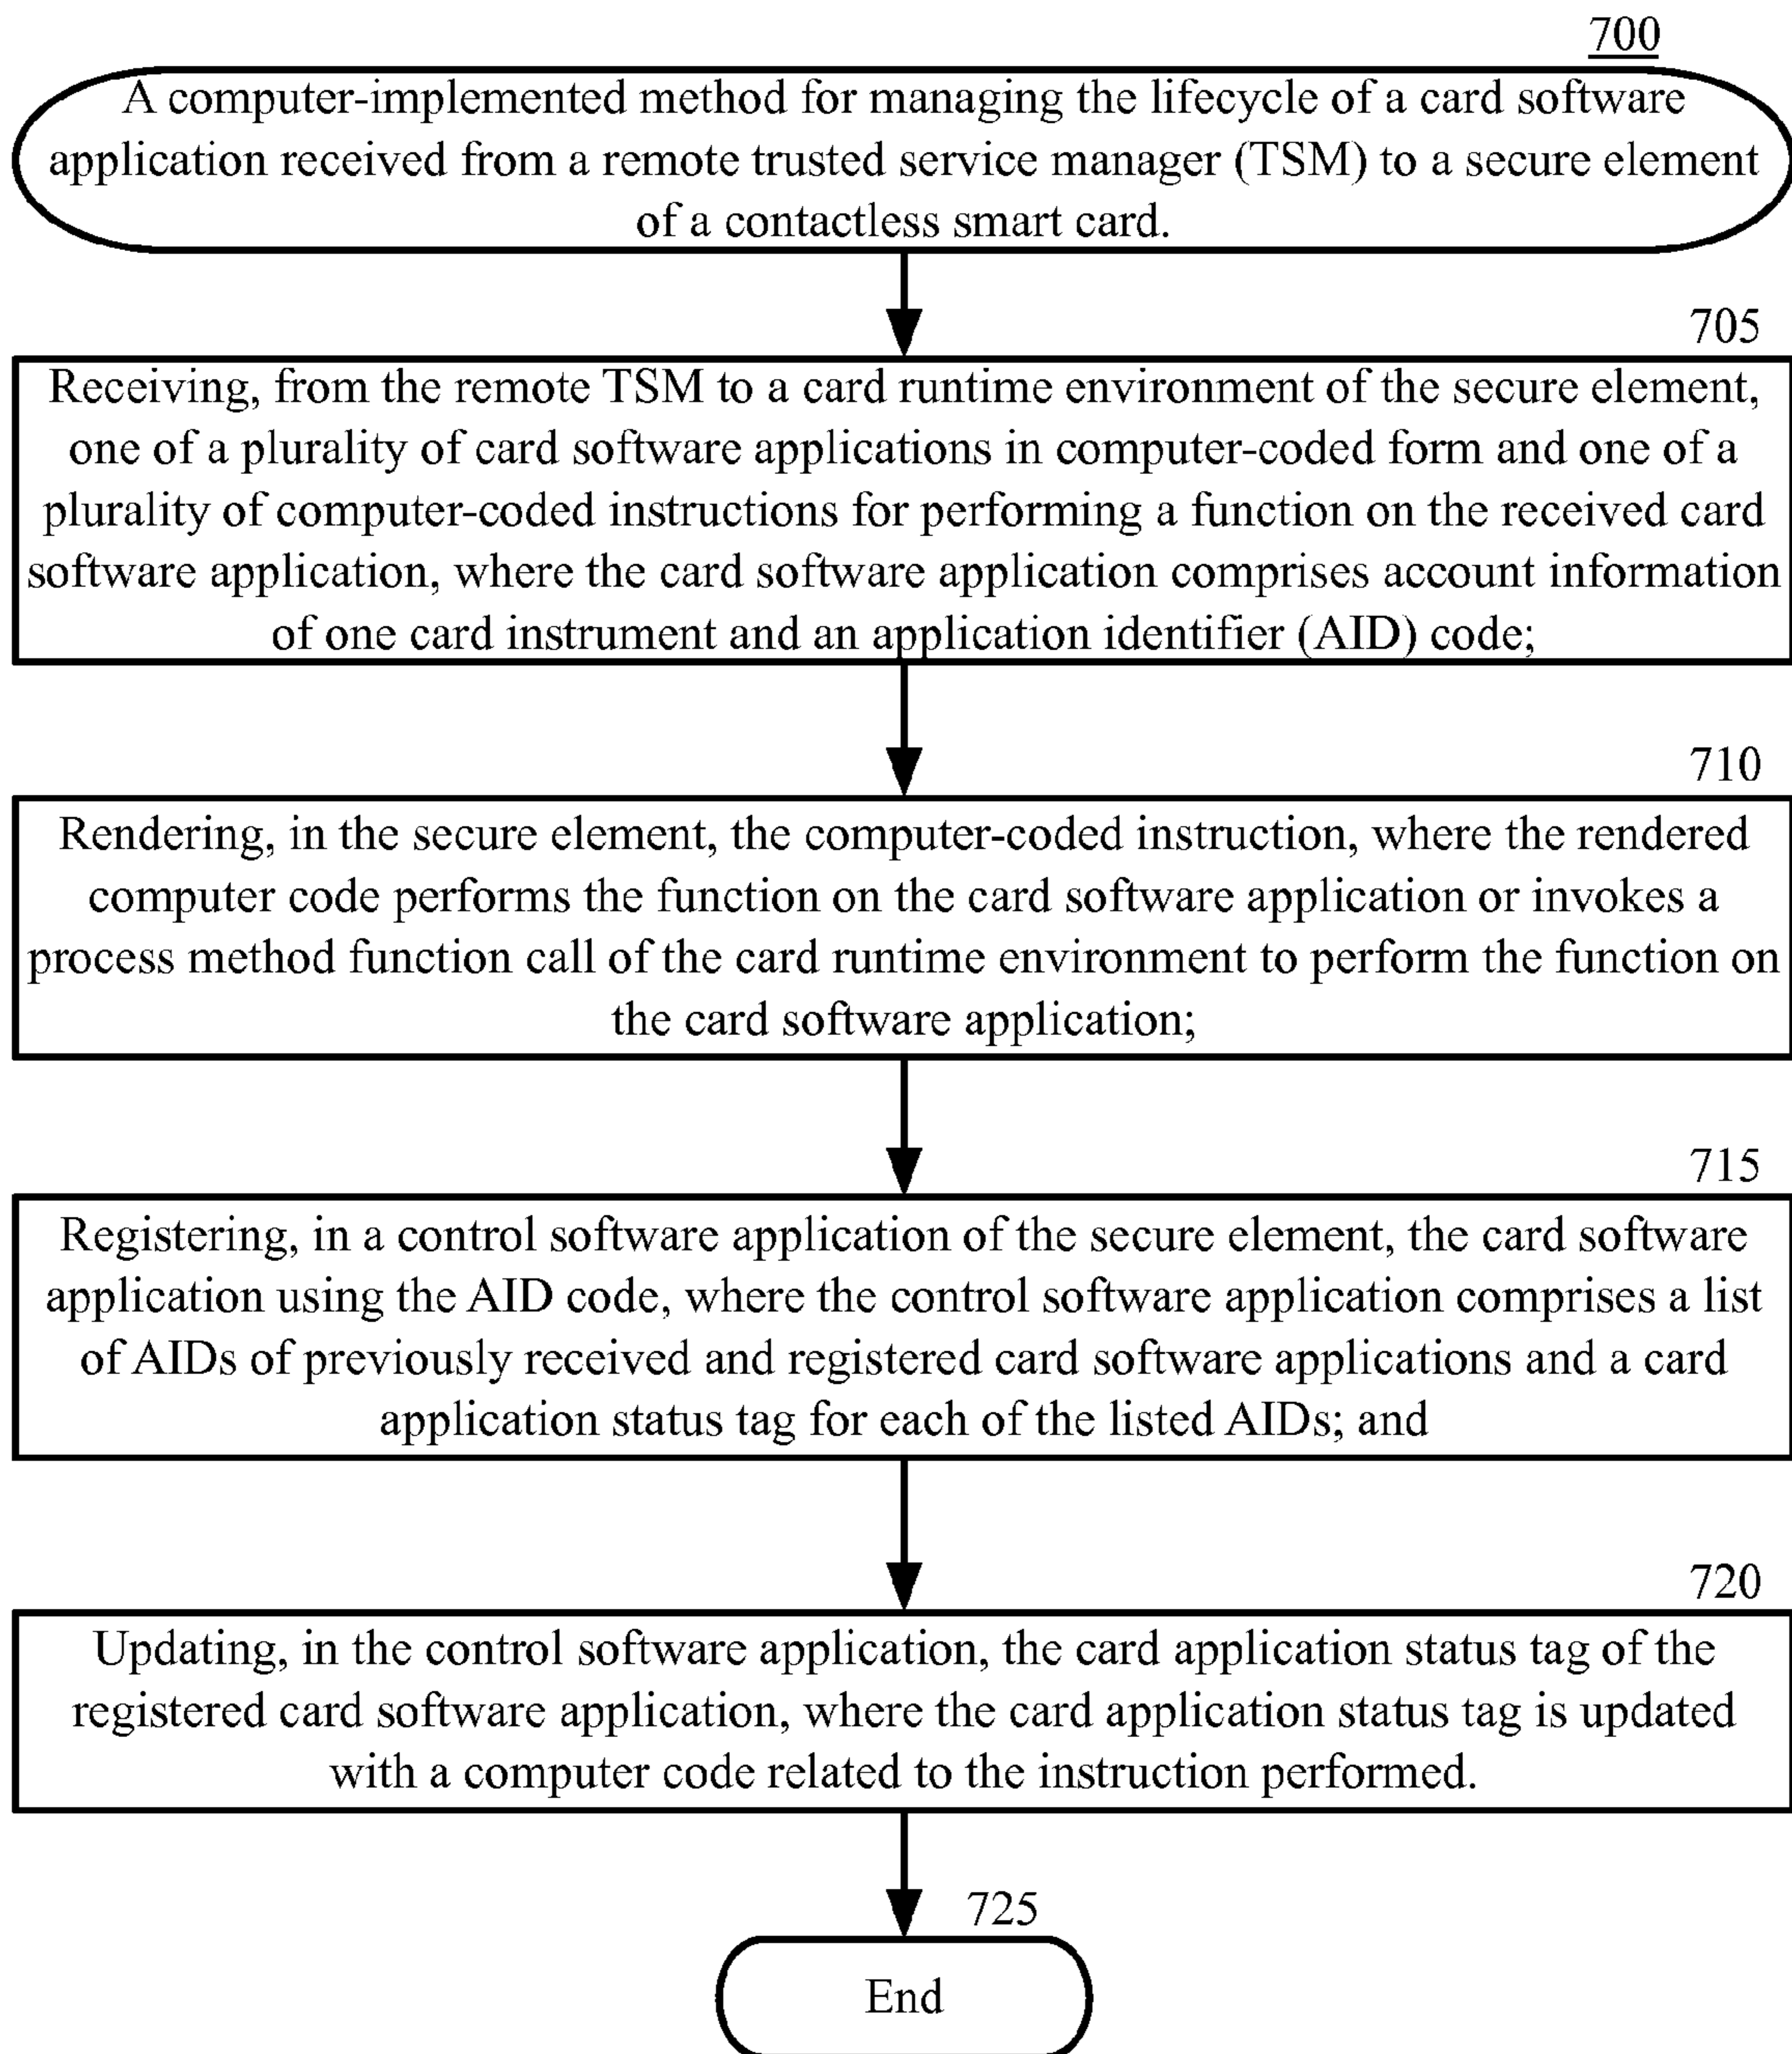 700
A computer-implemented method for managing the lifecycle of a card software
application received from a remote trusted service manager (TSM) to a secure element
of a contactless smart card.
705
Receiving, from the remote TSM to a card runtime environment of the secure element,
one of a plurality of card software applications in computer-coded form and one of a
plurality of computer-coded instructions for performing a function on the received card
software application, where the card software application comprises account information
of one card instrument and an application identifier (AID) code;
710
Rendering, in the secure element, the computer-coded instruction, where the rendered
computer code performs the function on the card software application or invokes a
process method function call of the card runtime environment to perform the function on
the card software application;
715
Registering, in a control software application of the secure element, the card software
application using the AID code, where the control software application comprises a list
of AIDs of previously received and registered card software applications and a card
application status tag for each of the listed AIDs; and
720
Updating, in the control software application, the card application status tag of the
registered card software application, where the card application status tag is updated
with a computer code related to the instruction performed.
725
End